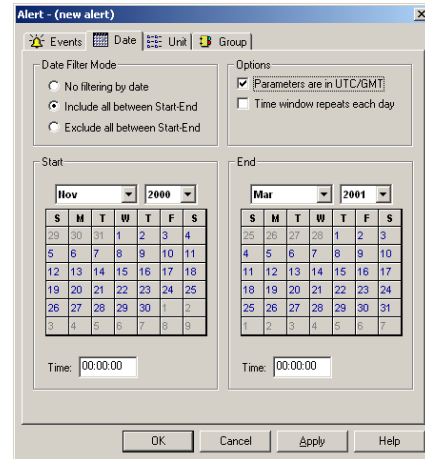 Alert - (new alert)
Events Date Unit Group
Date Filter Mode
No filtering by date
Include all between Start-End
Exclude all between Start-End
Options
Parameters are in UTC/GMT
Time window repeats each day
Start
Nov 2000
S M T W T F S
29 30 31 1 2 3 4
5 6 7 8 9 10 11
12 13 14 15 16 17 18
19 20 21 22 23 24 25
26 27 28 29 30 1 2
3 4 5 6 7 8 9
Time: 00:00:00
End
Mar 2001
S M T W T F S
25 26 27 28 1 2 3
4 5 6 7 8 9 10
11 12 13 14 15 16 17
18 19 20 21 22 23 24
25 26 27 28 29 30 31
1 2 3 4 5 6 7
Time: 00:00:00
OK Cancel Apply Help